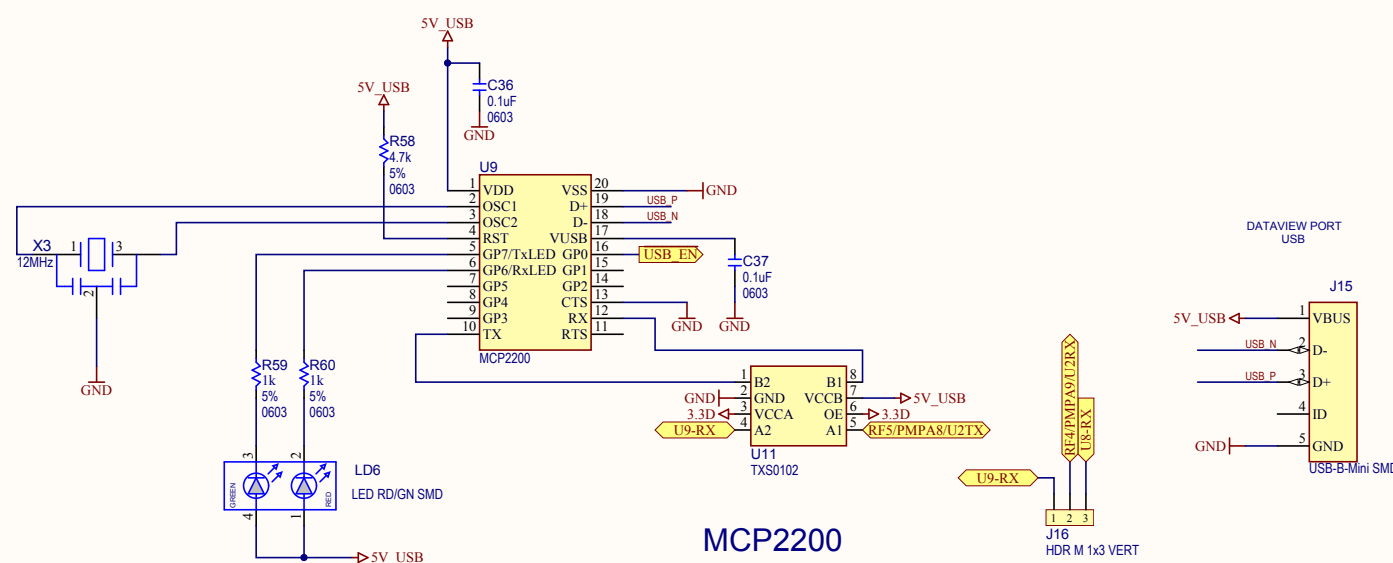 5V_USB
C36
0.1uF
0603
GND
5V_USB
R58
4.7k
5%
0603
U9
1 VDD VSS 20 GND
2 OSC1 D+ 19 USB_P
3 OSC2 D- 18 USB_N
4 RST VUSB 17
5 GP7/TxLED GP0 16 USB_EN
6 GP6/RxLED GP1 15
7 GP5 GP2 14
8 GP4 CTS 13
9 GP3 RX 12
10 TX RTS 11
MCP2200
GND
C37
0.1uF
0603
GND
X3
12MHz
1 3
2
GND
R59
1k
5%
0603
R60
1k
5%
0603
3 2
GREEN RED
4 1
LD6
LED RD/GN SMD
5V_USB
1 B2 B1 8
GND 2 GND VCCB 7 5V_USB
3.3D 3 VCCA OE 6 3.3D
U9-RX 4 A2 A1 5 RF5/PMPA8/U2TX
U11
TXS0102
MCP2200
RF4/PMPA9/U2RX
U8-RX
U9-RX
1 2 3
J16
HDR M 1x3 VERT
DATAVIEW PORT
USB
J15
5V_USB 1 VBUS
USB_N 2 D-
USB_P 3 D+
4 ID
GND 5 GND
USB-B-Mini SMD